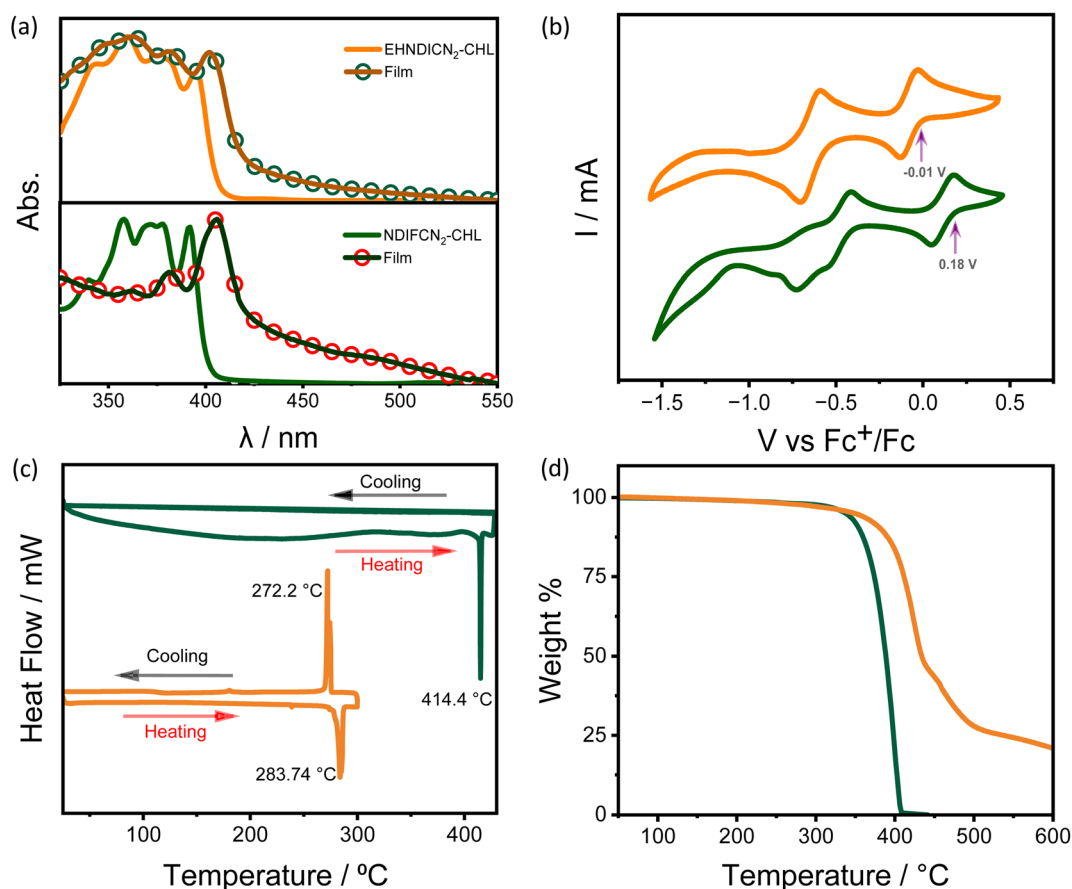 (a)
EHNDICN₂-CHL
Film
NDIFCN₂-CHL
Film
Abs.
350 400 450 500 550
λ / nm
(b)
-0.01 V
0.18 V
I / mA
−1.5 −1.0 −0.5 0.0 0.5
V vs Fc⁺/Fc
(c)
Cooling
Heating
272.2 °C
Cooling
414.4 °C
Heating
283.74 °C
Heat Flow / mW
100 200 300 400
Temperature / ºC
(d)
100
75
50
25
0
Weight %
100 200 300 400 500 600
Temperature / °C